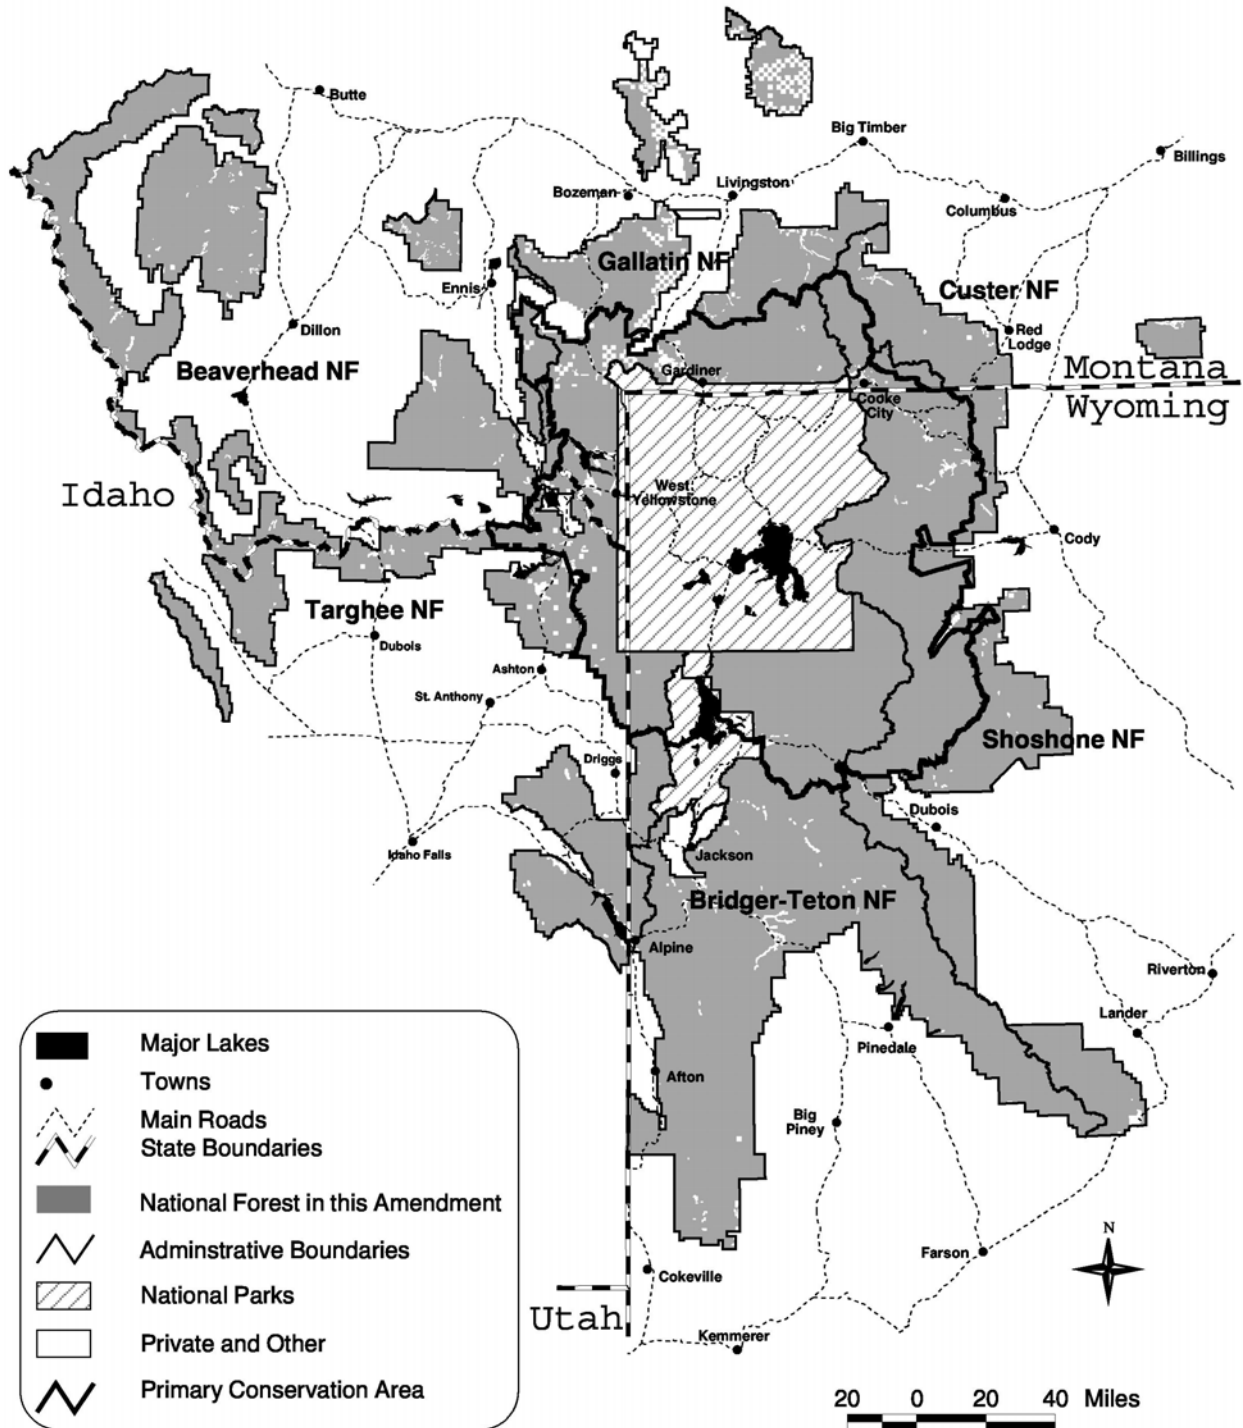 Butte
Big Timber
Billings
Bozeman
Livingston
Columbus
Gallatin NF
Ennis
Custer NF
Dillon
Red
Lodge
Beaverhead NF
Gardiner
Montana
Cooke
City
Wyoming
Idaho
West
Yellowstone
Cody
Targhee NF
Dubois
Ashton
St. Anthony
Shoshone NF
Driggs
Dubois
Idaho Falls
Jackson
Bridger-Teton NF
Alpine
Riverton
Lander
Pinedale
Afton
Big
Piney
Farson
N
Cokeville
Utah
Kemmerer
Major Lakes
Towns
Main Roads
State Boundaries
National Forest in this Amendment
Adminstrative Boundaries
National Parks
Private and Other
Primary Conservation Area
20 0 20 40 Miles